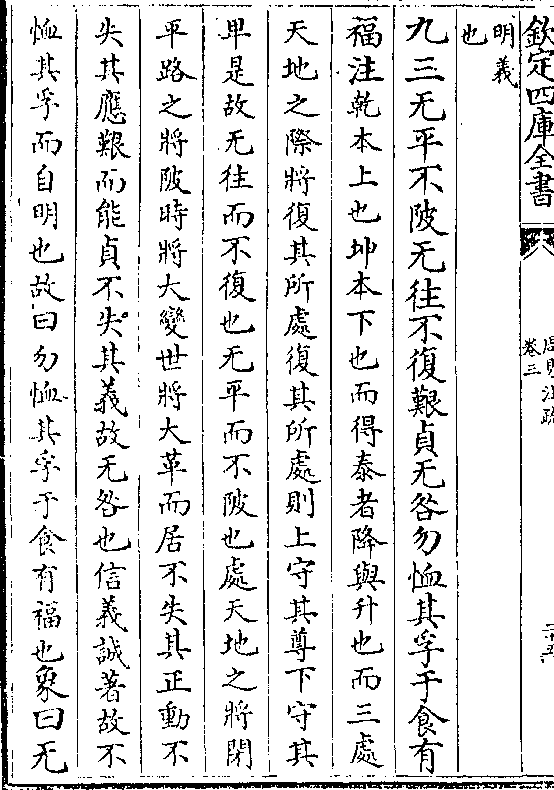 欽定四庫全書
卷三
明義
也
九三无平不陂无往不復艱貞无咎勿恤其孚于食有
福注乾本上也坤本下也而得泰者降與升也而三處
天地之際將復其所處復其所處則上守其尊下守其
卑是故无往而不復也无平而不陂也處天地之將閉
平路之將陂時將大變世將大革而居不失其正動不
失其應艱而能貞不失其義故无咎也信義誠著故不
恤其孚而自明也故曰勿恤其孚于食有福也象曰无